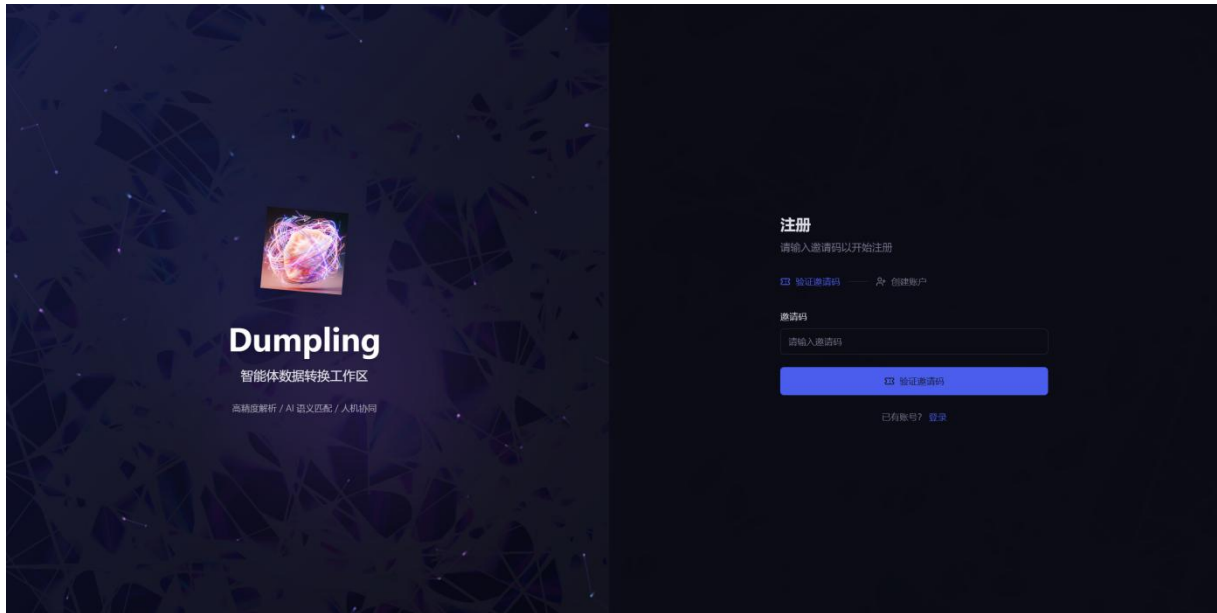 Dumpling
智能体数据转换工作区
高精度解析 / AI 语义匹配 / 人机协同
注册
请输入邀请码以开始注册
验证邀请码 创建账户
邀请码
请输入邀请码
验证邀请码
已有账号? 登录